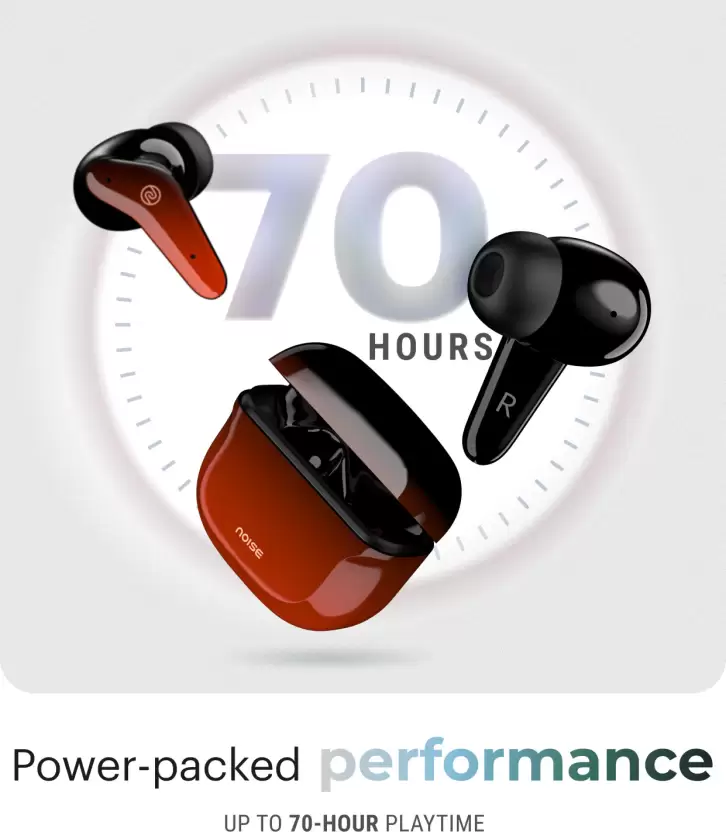 70
HOURS
R
noise
Power-packed performance
UP TO 70-HOUR PLAYTIME